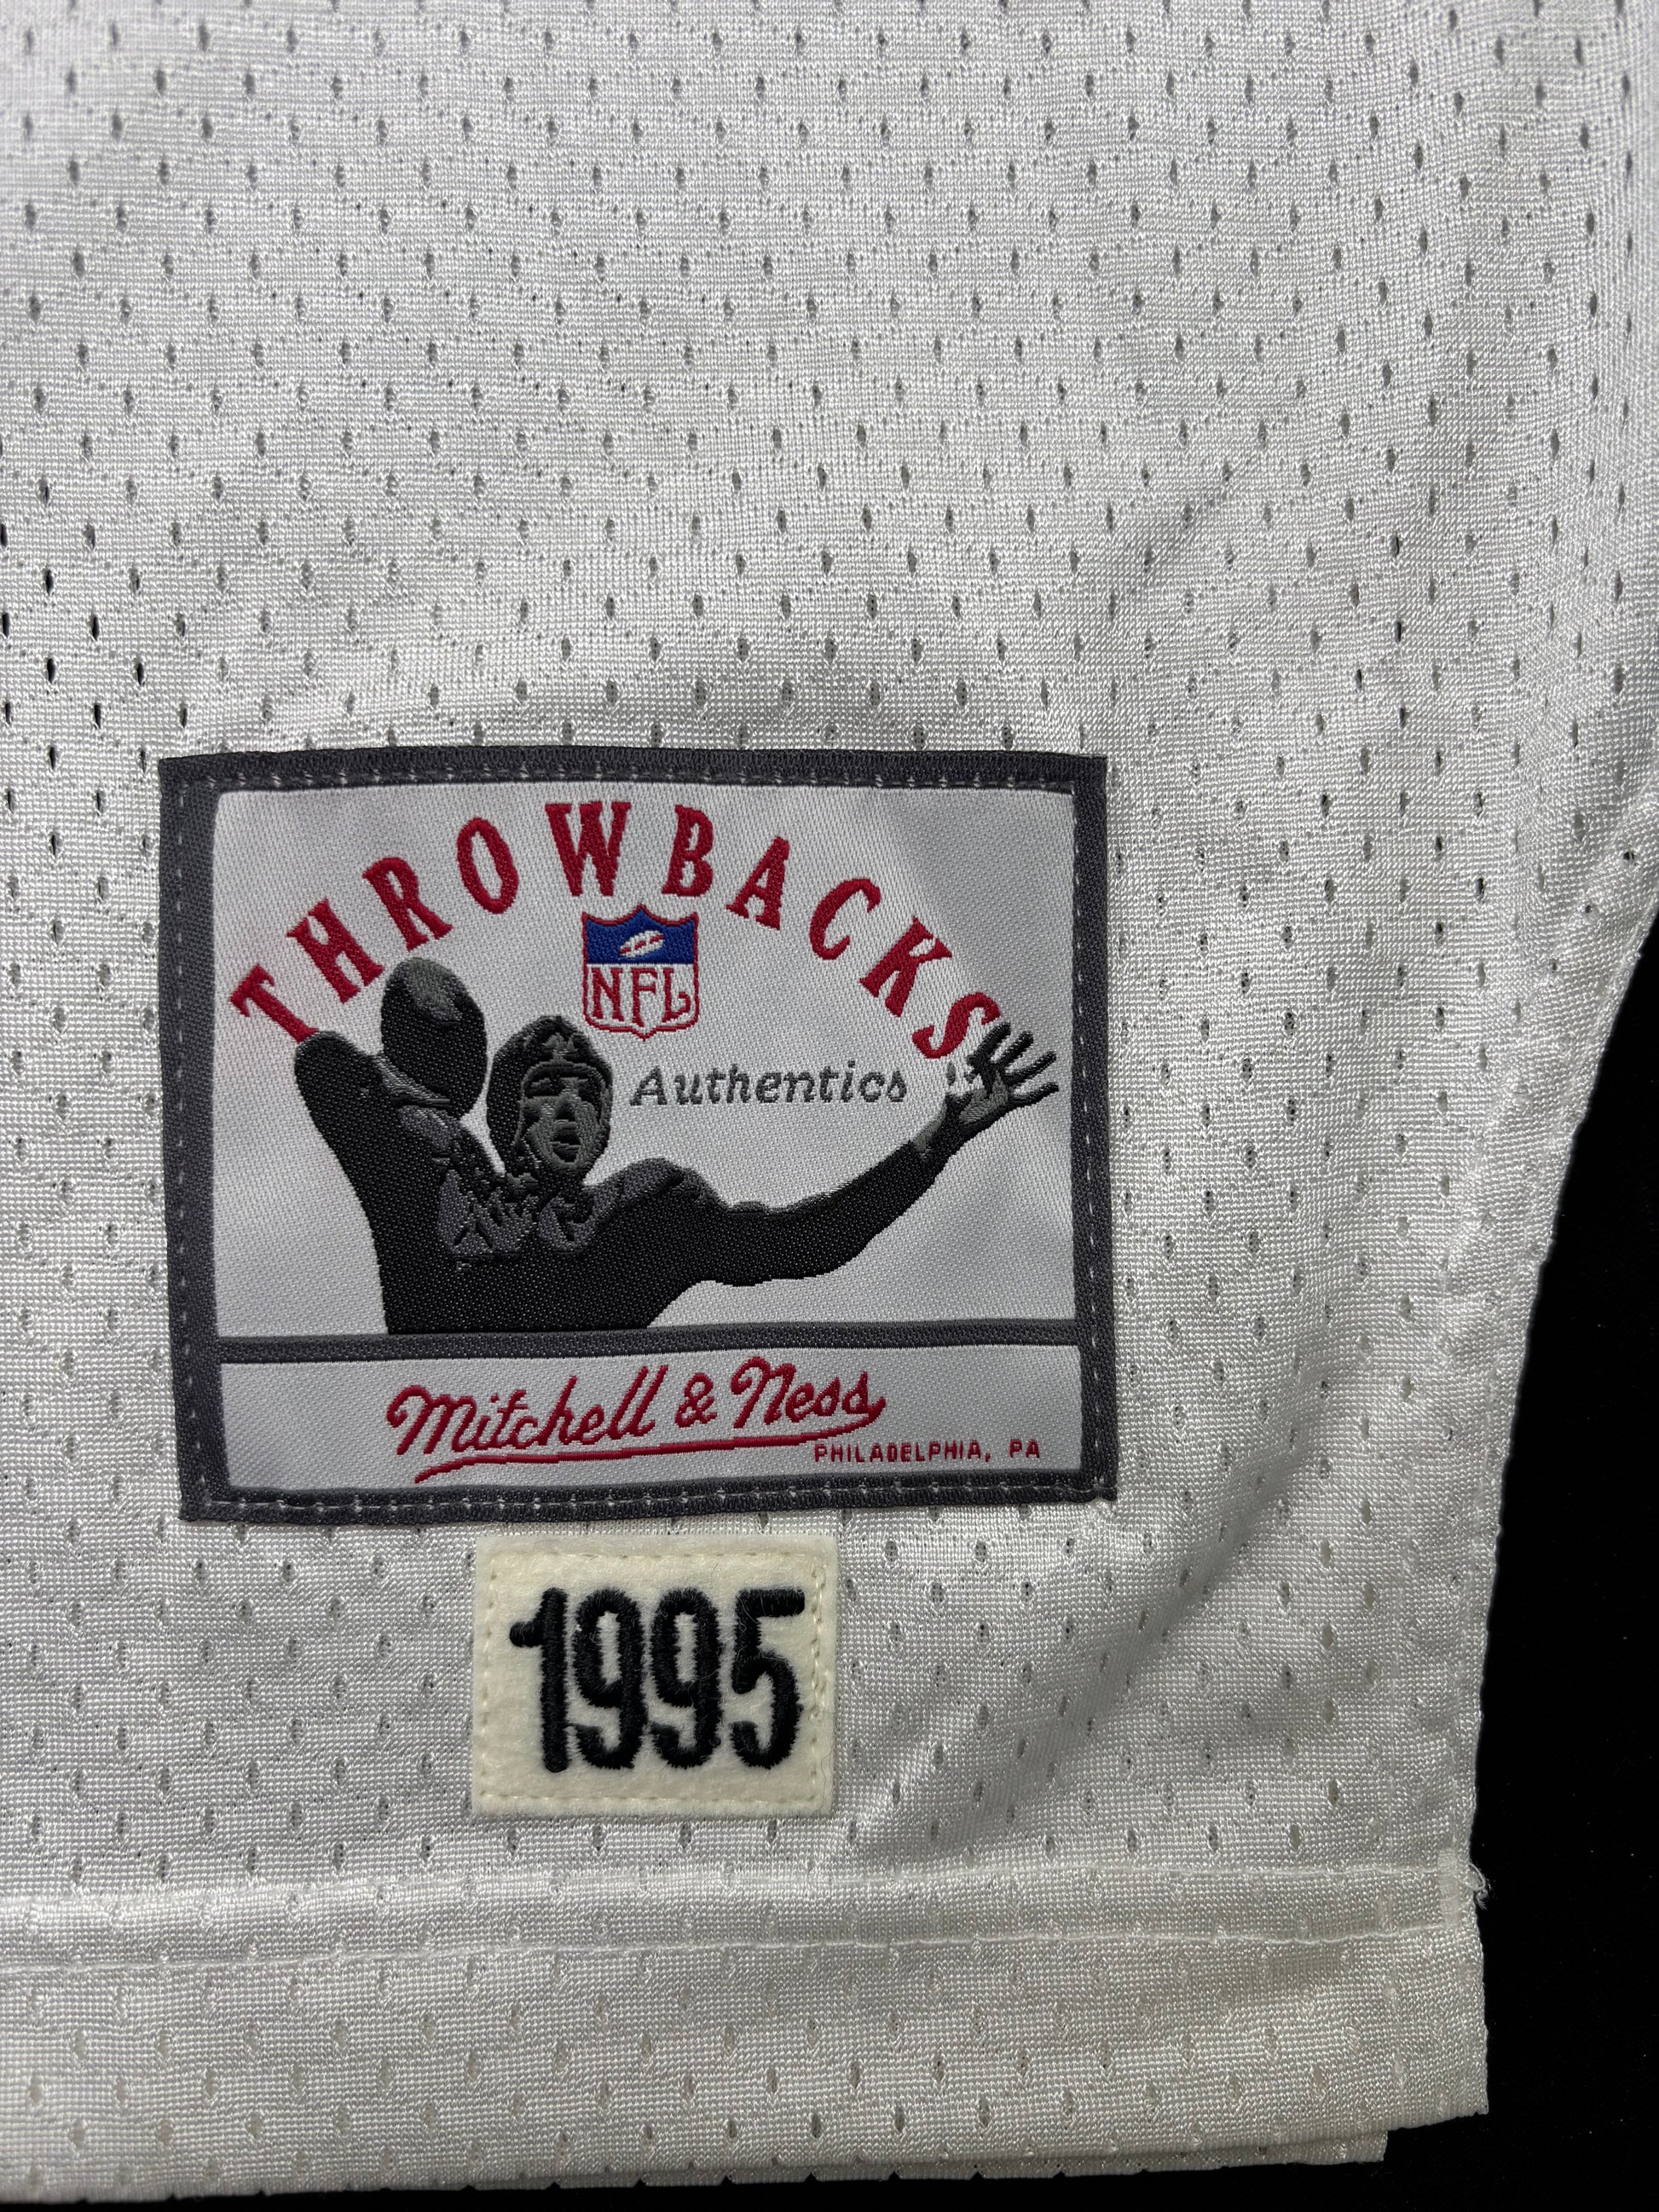 THROWBACKS
NFL
Authentics
Mitchell & Ness
PHILADELPHIA, PA
1995